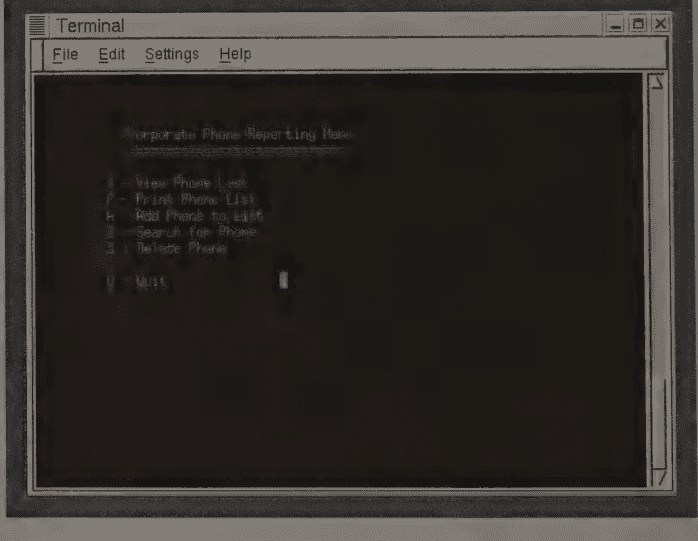 Terminal
File Edit Settings Help
Corporate Phone Reporting Menu
View Phone List
P - Print Phone List
A - Add Phone to List
Search for Phone
Delete Phone
Quit